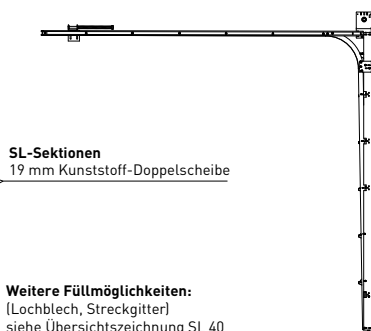 SL-Sektionen
19 mm Kunststoff-Doppelscheibe
Weitere Füllmöglichkeiten:
(Lochblech, Streckgitter)
siehe Übersichtszeichnung SL 40